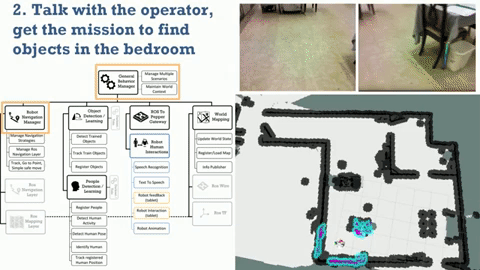 2. Talk with the operator,
get the mission to find
objects in the bedroom
General
Behavior
Manager
Manage Multiple
Scenarios
Maintain World
Context
Robot
Navigation
Manager
Object
Detection /
Learning
ROS To
Pepper
Gateway
World
Mapping
Manage Navigation
Strategies
Manage Ros
Navigation Layer
Track, Go to Point,
Simple safe move
Detect Trained
Objects
Track Train Objects
Register Objects
Robot
Human
Interactions
Update World State
Register/Load Map
Info Publisher
Ros
Navigation
Layer
People
Detection /
Learning
Speech Recognition
Text To Speech
Robot feedback
(tablet)
Robot interaction
(tablet)
Robot Animation
Ros
Mapping
Layer
Register People
Detect Human
Activity
Detect Human Pose
Identify Human
Track registered
Human Position
Ros Wise
Ros TF